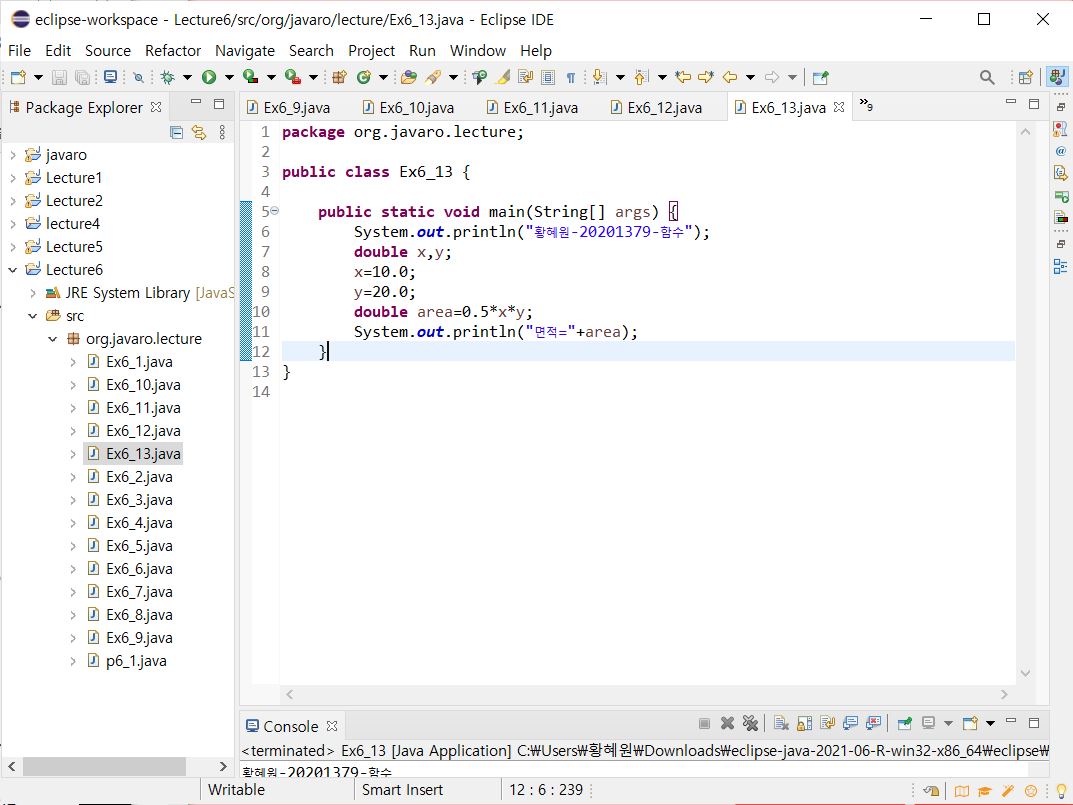 eclipse-workspace - Lecture6/src/org/javaro/lecture/Ex6_13.java - Eclipse IDE
File Edit Source Refactor Navigate Search Project Run Window Help
Package Explorer
Ex6_9.java Ex6_10.java Ex6_11.java Ex6_12.java Ex6_13.java »9
javaro
Lecture1
Lecture2
lecture4
Lecture5
Lecture6
JRE System Library [JavaS
src
org.javaro.lecture
Ex6_1.java
Ex6_10.java
Ex6_11.java
Ex6_12.java
Ex6_13.java
Ex6_2.java
Ex6_3.java
Ex6_4.java
Ex6_5.java
Ex6_6.java
Ex6_7.java
Ex6_8.java
Ex6_9.java
p6_1.java
1 package org.javaro.lecture;
2
3 public class Ex6_13 {
4
5 public static void main(String[] args) {
6 System.out.println("황혜원-20201379-함수");
7 double x,y;
8 x=10.0;
9 y=20.0;
10 double area=0.5*x*y;
11 System.out.println("면적="+area);
12 }
13 }
14
Console
<terminated> Ex6_13 [Java Application] C:₩Users₩황혜원₩Downloads₩eclipse-java-2021-06-R-win32-x86_64₩eclipse₩
황혜원-20201379-함수
Writable Smart Insert 12 : 6 : 239